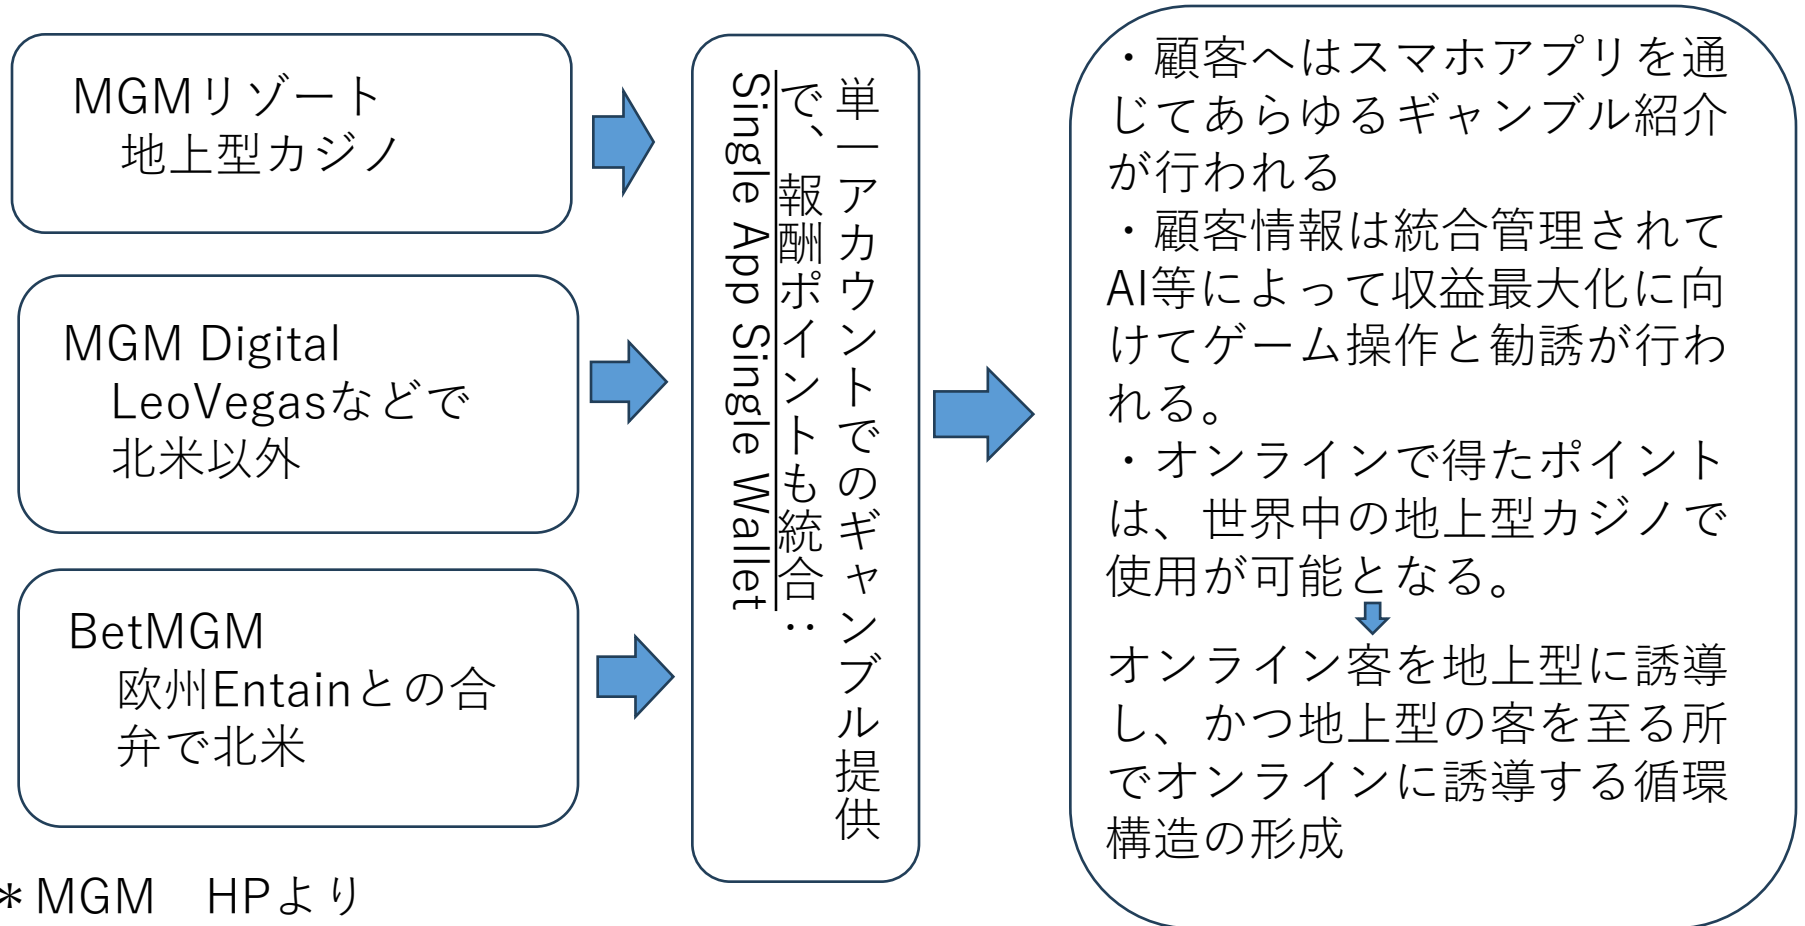 MGMリゾート
地上型カジノ
MGM Digital
LeoVegasなどで
北米以外
BetMGM
欧州Entainとの合
弁で北米
＊MGM　HPより
単一アカウントでのギャンブル提供
で、報酬ポイントも統合：
Single App Single Wallet
・顧客へはスマホアプリを通
じてあらゆるギャンブル紹介
が行われる
・顧客情報は統合管理されて
AI等によって収益最大化に向
けてゲーム操作と勧誘が行わ
れる。
・オンラインで得たポイント
は、世界中の地上型カジノで
使用が可能となる。
オンライン客を地上型に誘導
し、かつ地上型の客を至る所
でオンラインに誘導する循環
構造の形成